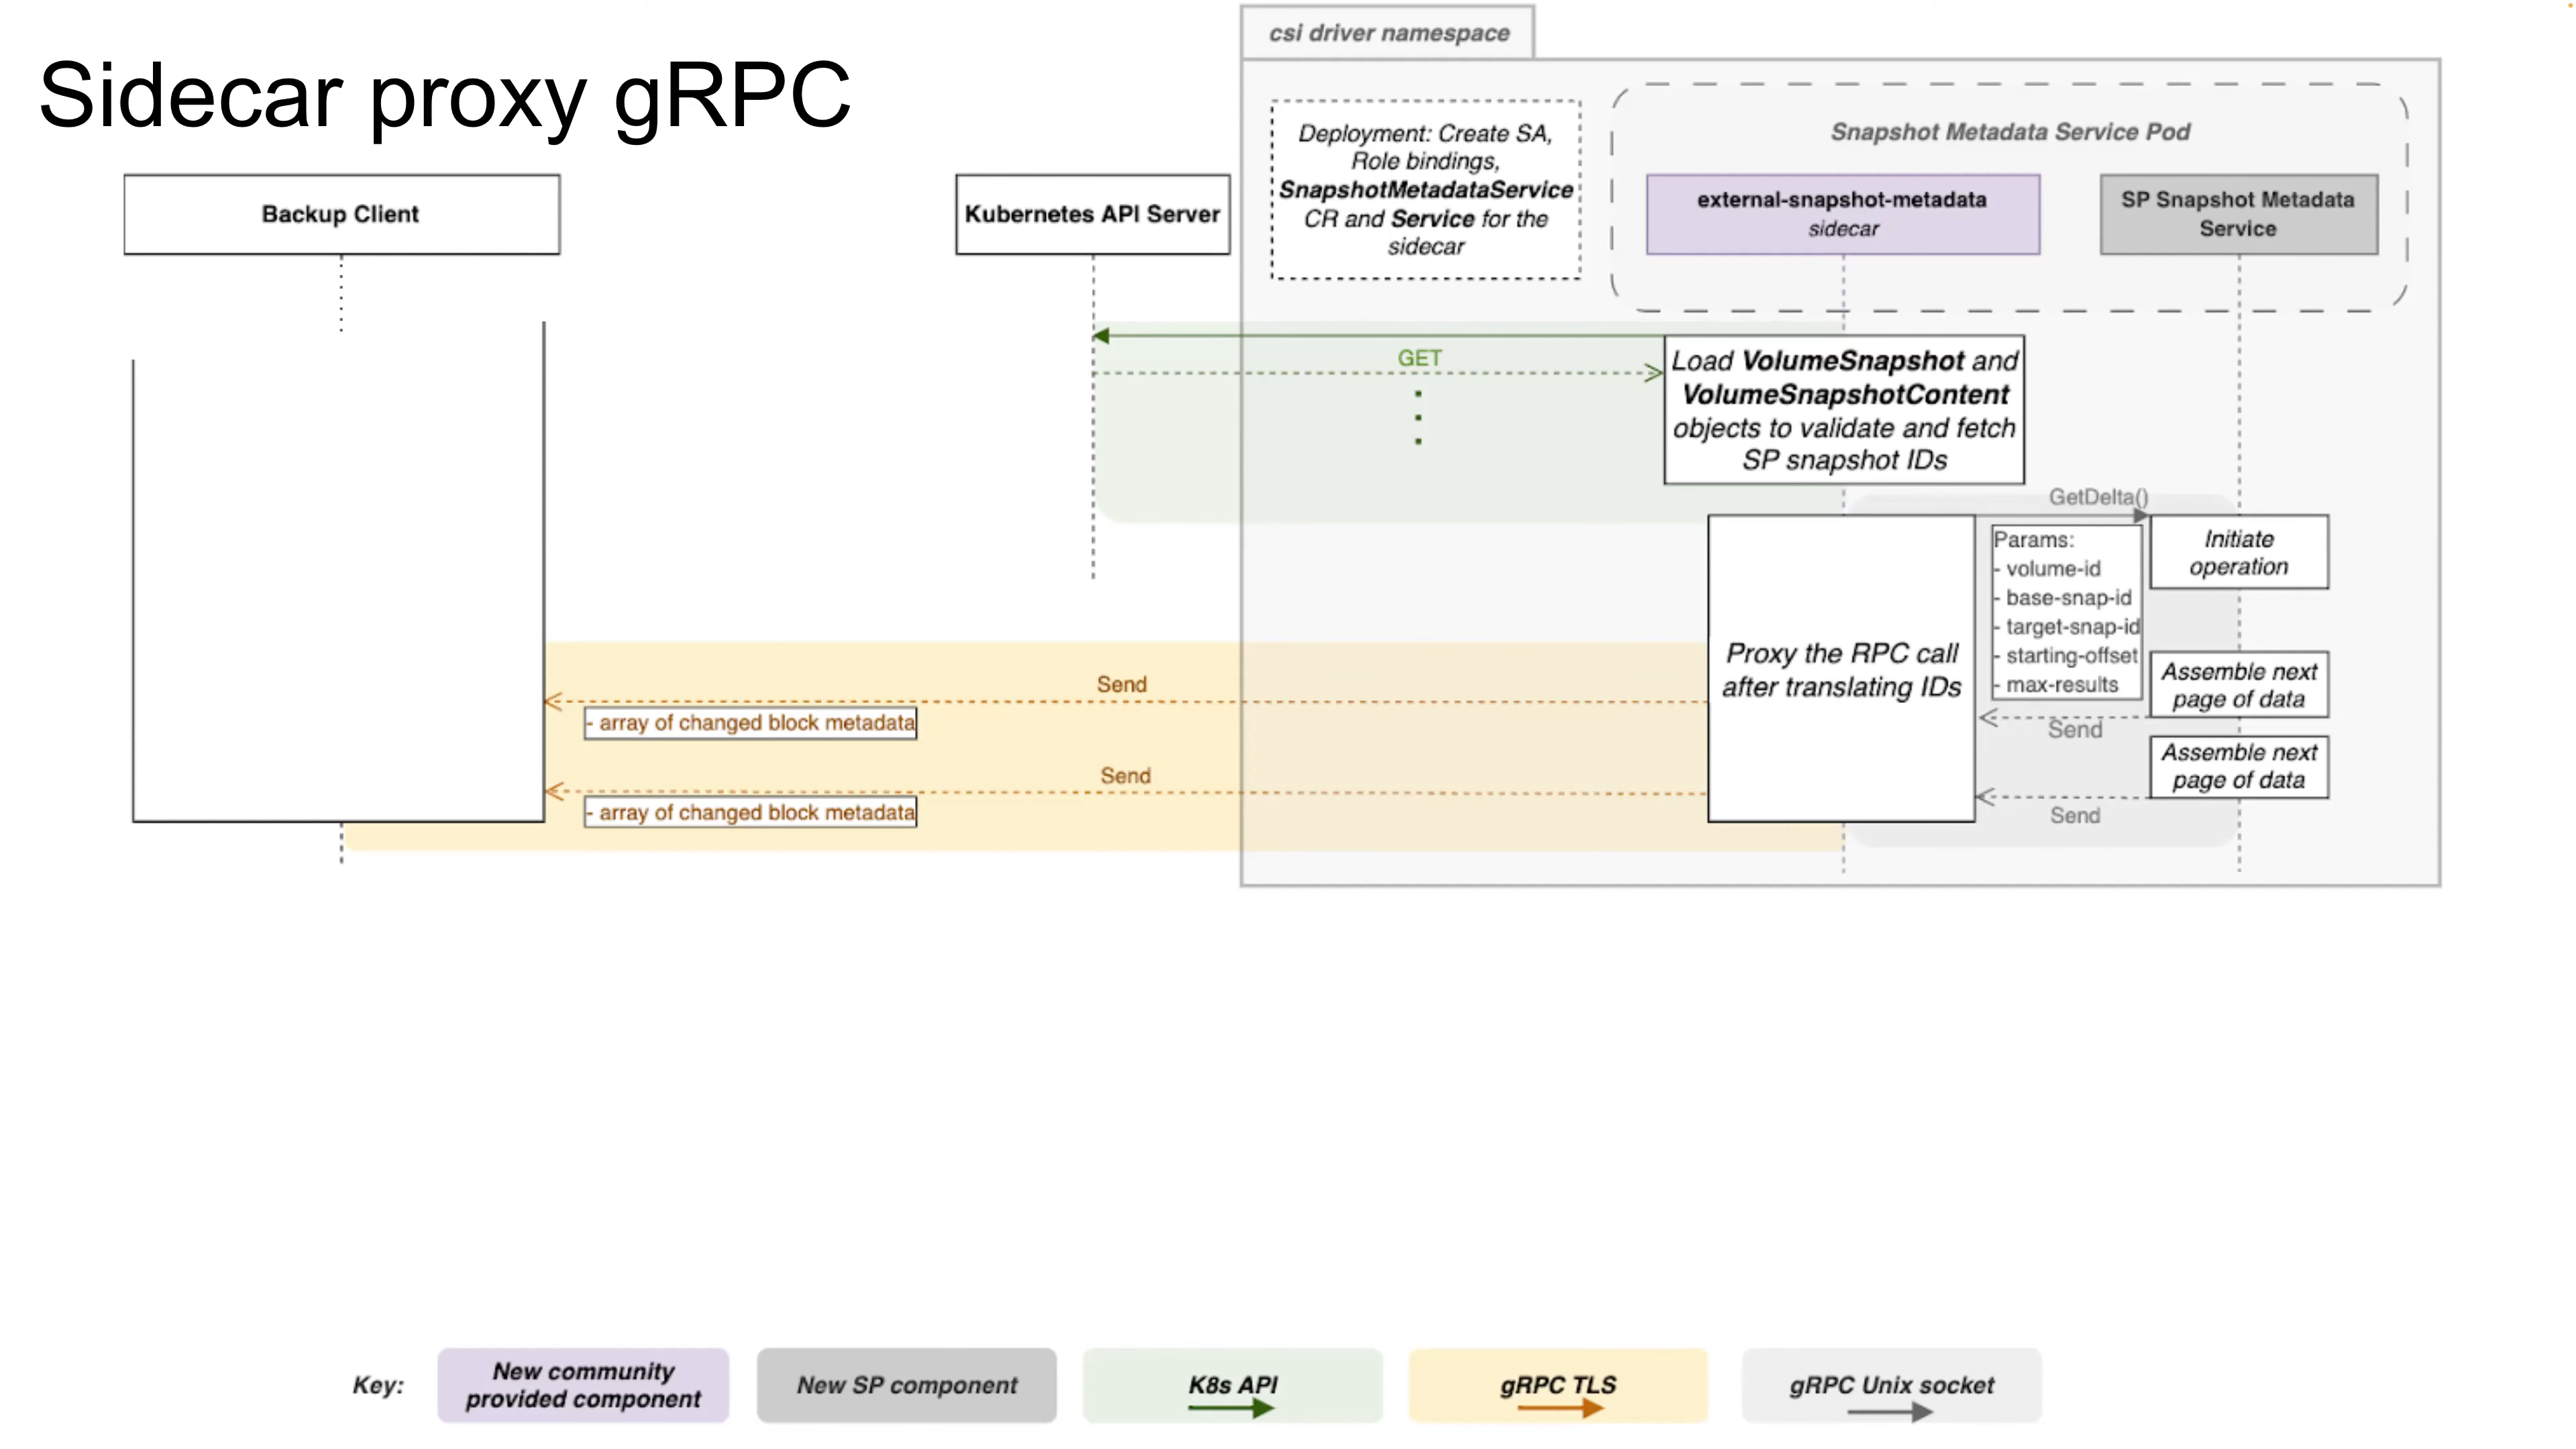 csi driver namespace
Sidecar proxy gRPC
Deployment: Create SA,
Role bindings,
SnapshotMetadataService
CR and Service for the
sidecar
Snapshot Metadata Service Pod
Backup Client
Kubernetes API Server
external-snapshot-metadata
sidecar
SP Snapshot Metadata
Service
GET
Load VolumeSnapshot and
VolumeSnapshotContent
objects to validate and fetch
SP snapshot IDs
GetDelta()
Params:
- volume-id
- base-snap-id
- target-snap-id
- starting-offset
- max-results
Initiate
operation
Proxy the RPC call
after translating IDs
Assemble next
page of data
Send
Send
- array of changed block metadata
Assemble next
page of data
Send
Send
- array of changed block metadata
Key:
New community
provided component
New SP component
K8s API
gRPC TLS
gRPC Unix socket